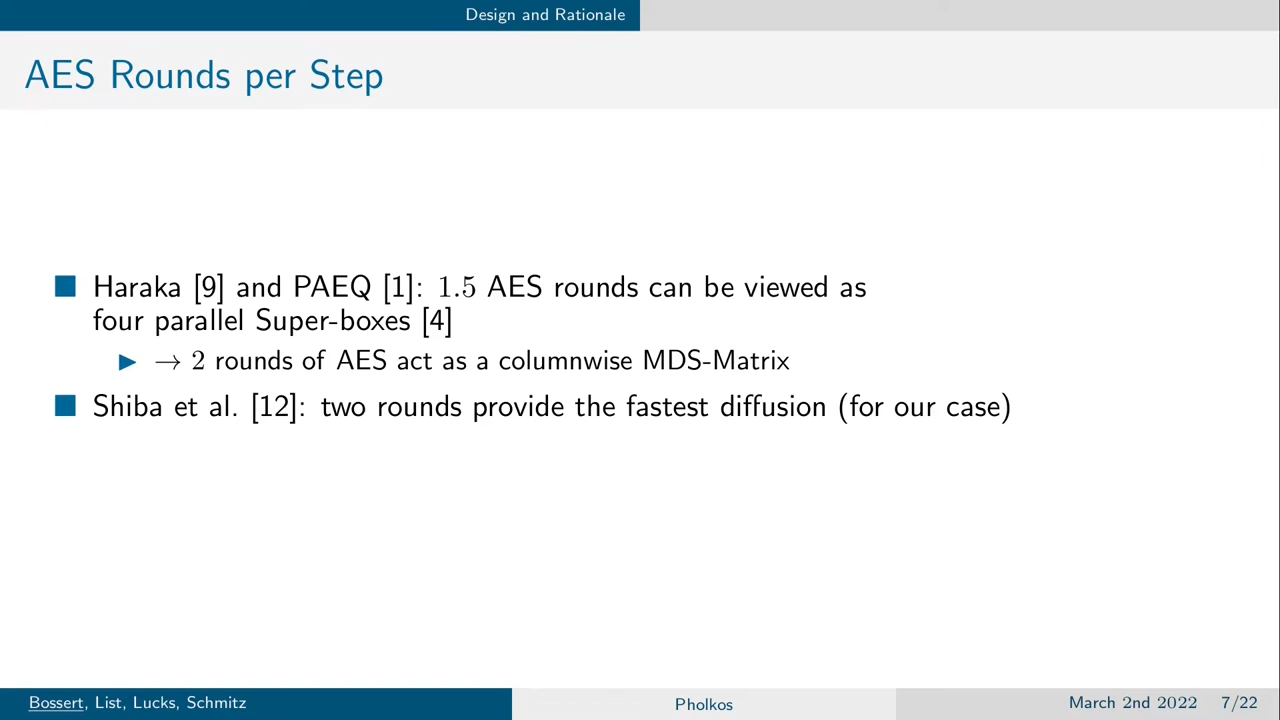 Design and Rationale
AES Rounds per Step
Haraka [9] and PAEQ [1]: 1.5 AES rounds can be viewed as
four parallel Super-boxes [4]
→ 2 rounds of AES act as a columnwise MDS-Matrix
Shiba et al. [12]: two rounds provide the fastest diffusion (for our case)
Bossert, List, Lucks, Schmitz
Pholkos
March 2nd 2022 7/22